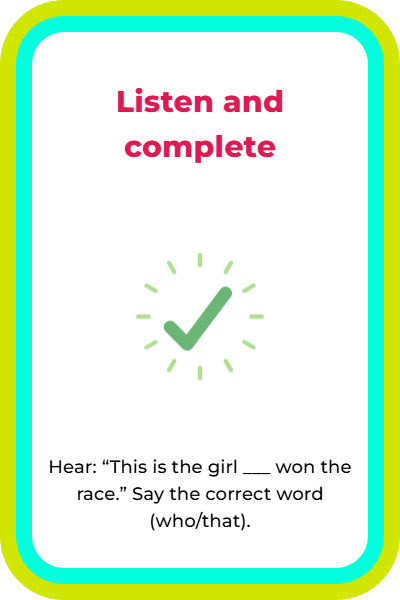 Listen and
complete
Hear: “This is the girl ___ won the
race.” Say the correct word
(who/that).